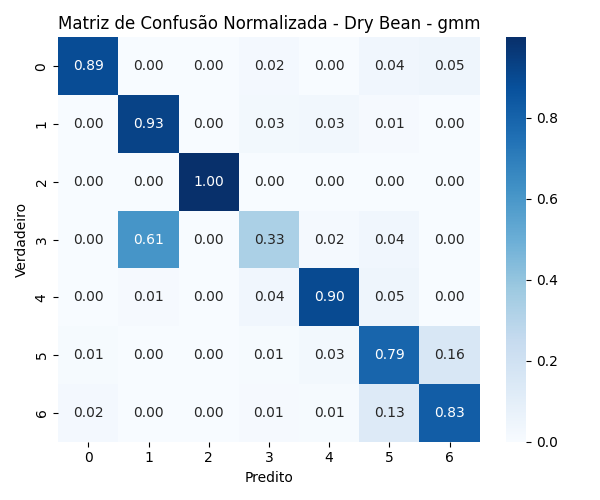 Matriz de Confusão Normalizada - Dry Bean - gmm
0 0.89 0.00 0.00 0.02 0.00 0.04 0.05
1 0.00 0.93 0.00 0.03 0.03 0.01 0.00
2 0.00 0.00 1.00 0.00 0.00 0.00 0.00
3 0.00 0.61 0.00 0.33 0.02 0.04 0.00
4 0.00 0.01 0.00 0.04 0.90 0.05 0.00
5 0.01 0.00 0.00 0.01 0.03 0.79 0.16
6 0.02 0.00 0.00 0.01 0.01 0.13 0.83
0 1 2 3 4 5 6
Predito
Verdadeiro
0.8
0.6
0.4
0.2
0.0